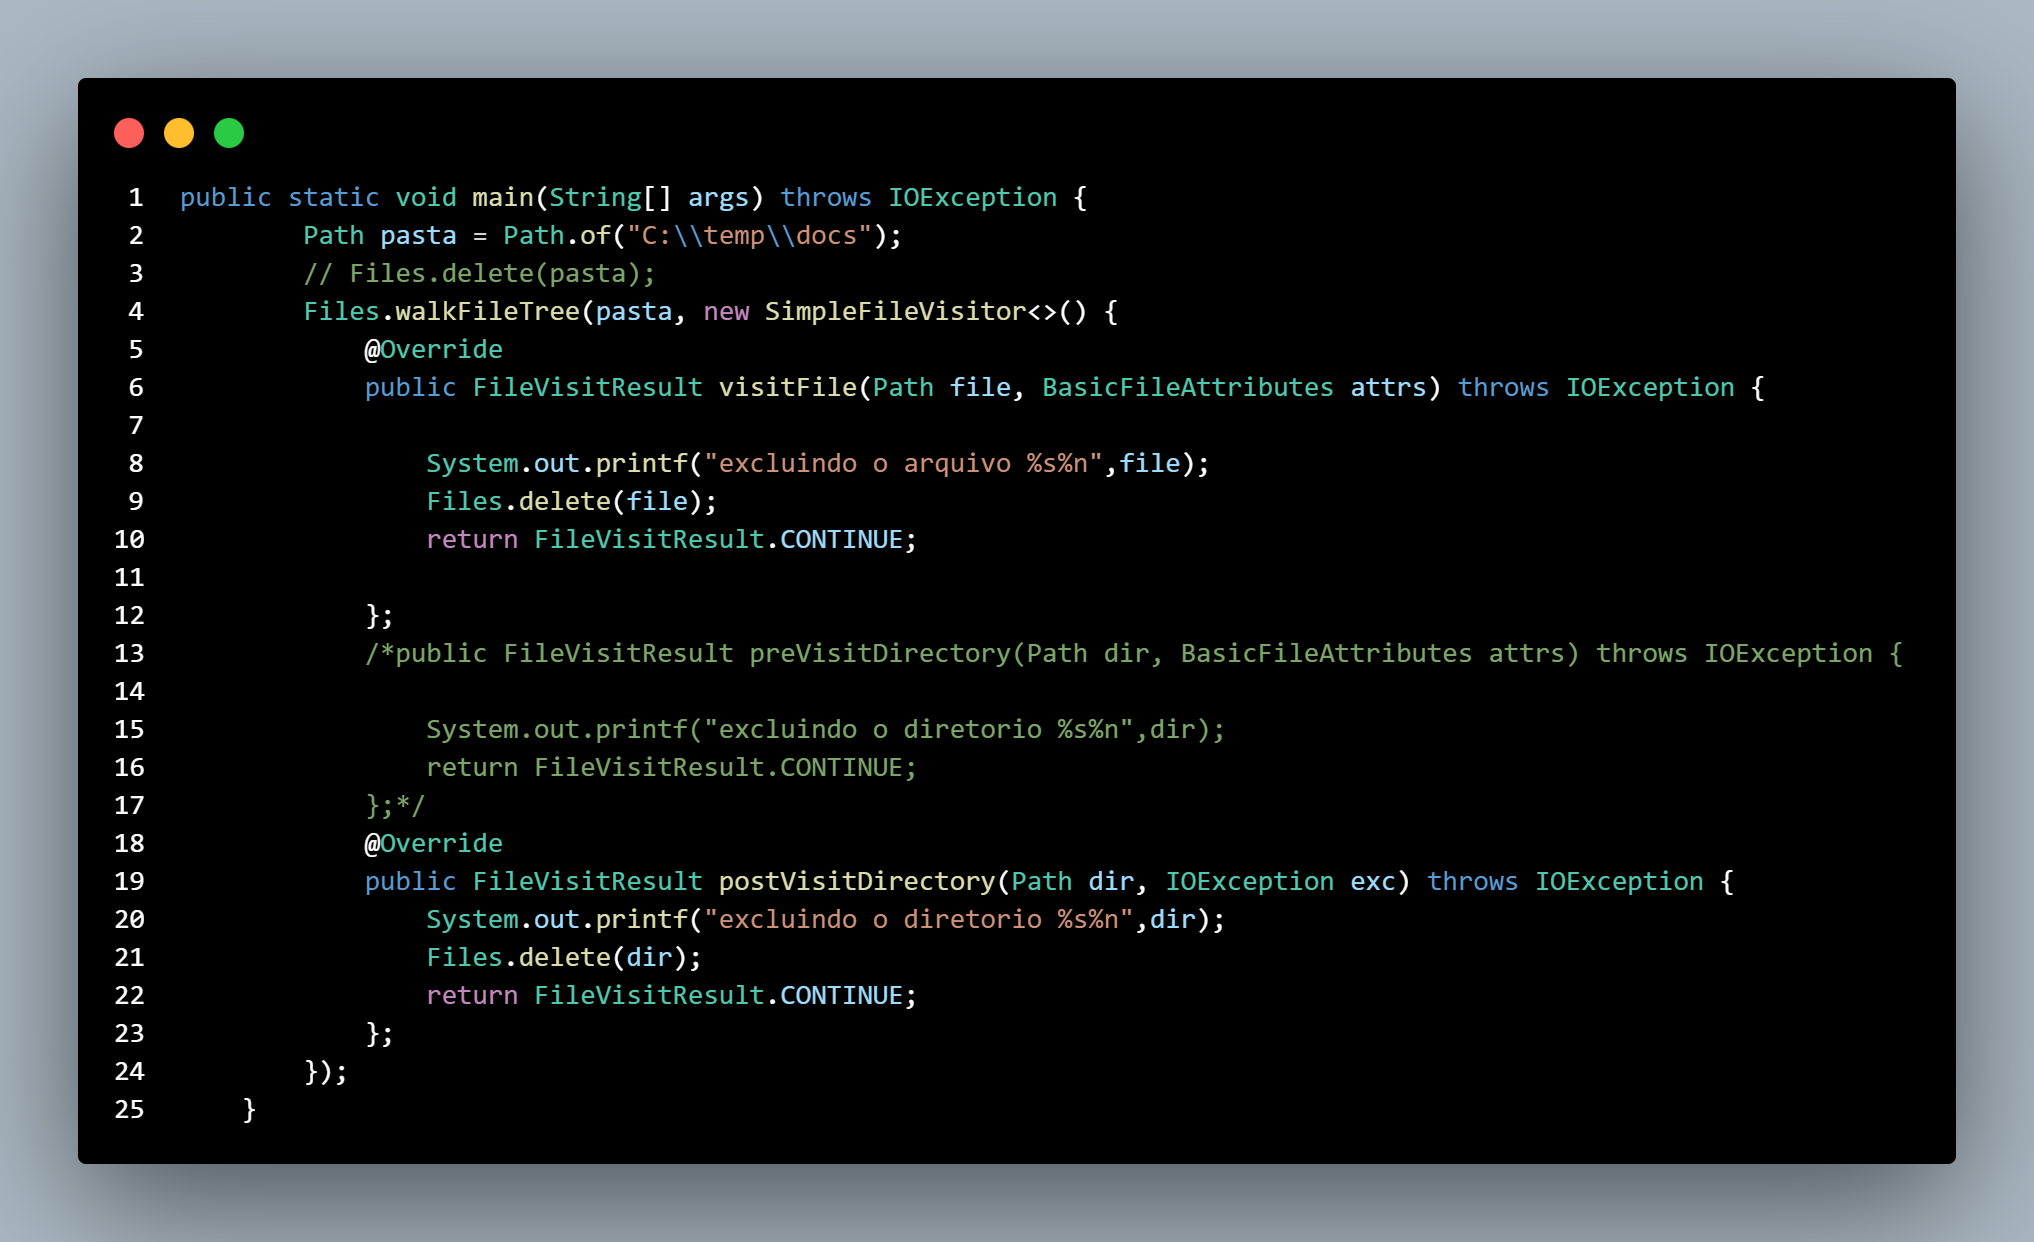 1 public static void main(String[] args) throws IOException {
2 Path pasta = Path.of("C:\\temp\\docs");
3 // Files.delete(pasta);
4 Files.walkFileTree(pasta, new SimpleFileVisitor<>() {
5 @Override
6 public FileVisitResult visitFile(Path file, BasicFileAttributes attrs) throws IOException {
7
8 System.out.printf("excluindo o arquivo %s%n",file);
9 Files.delete(file);
10 return FileVisitResult.CONTINUE;
11
12 };
13 /*public FileVisitResult preVisitDirectory(Path dir, BasicFileAttributes attrs) throws IOException {
14
15 System.out.printf("excluindo o diretorio %s%n",dir);
16 return FileVisitResult.CONTINUE;
17 };*/
18 @Override
19 public FileVisitResult postVisitDirectory(Path dir, IOException exc) throws IOException {
20 System.out.printf("excluindo o diretorio %s%n",dir);
21 Files.delete(dir);
22 return FileVisitResult.CONTINUE;
23 };
24 });
25 }